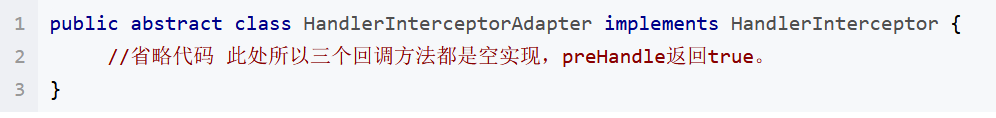 1 public abstract class HandlerInterceptorAdapter implements HandlerInterceptor {
2 //省略代码 此处所以三个回调方法都是空实现，preHandle返回true。
3 }